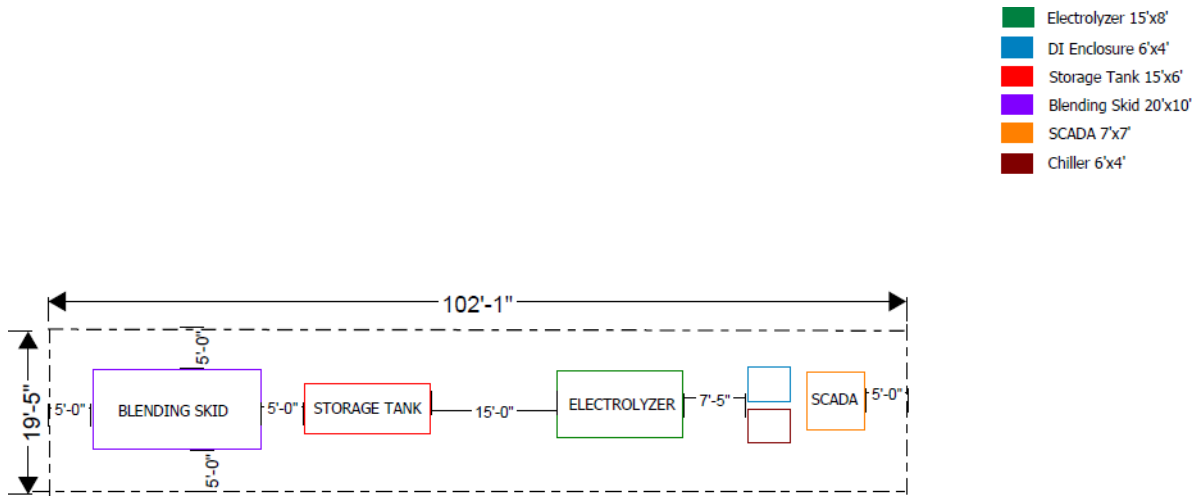 Electrolyzer 15'x8'
DI Enclosure 6'x4'
Storage Tank 15'x6'
Blending Skid 20'x10'
SCADA 7'x7'
Chiller 6'x4'
102'-1"
19'-5"
5'-0"
5'-0"
BLENDING SKID
5'-0"
5'-0"
STORAGE TANK
15'-0"
ELECTROLYZER
7'-5"
SCADA
5'-0"